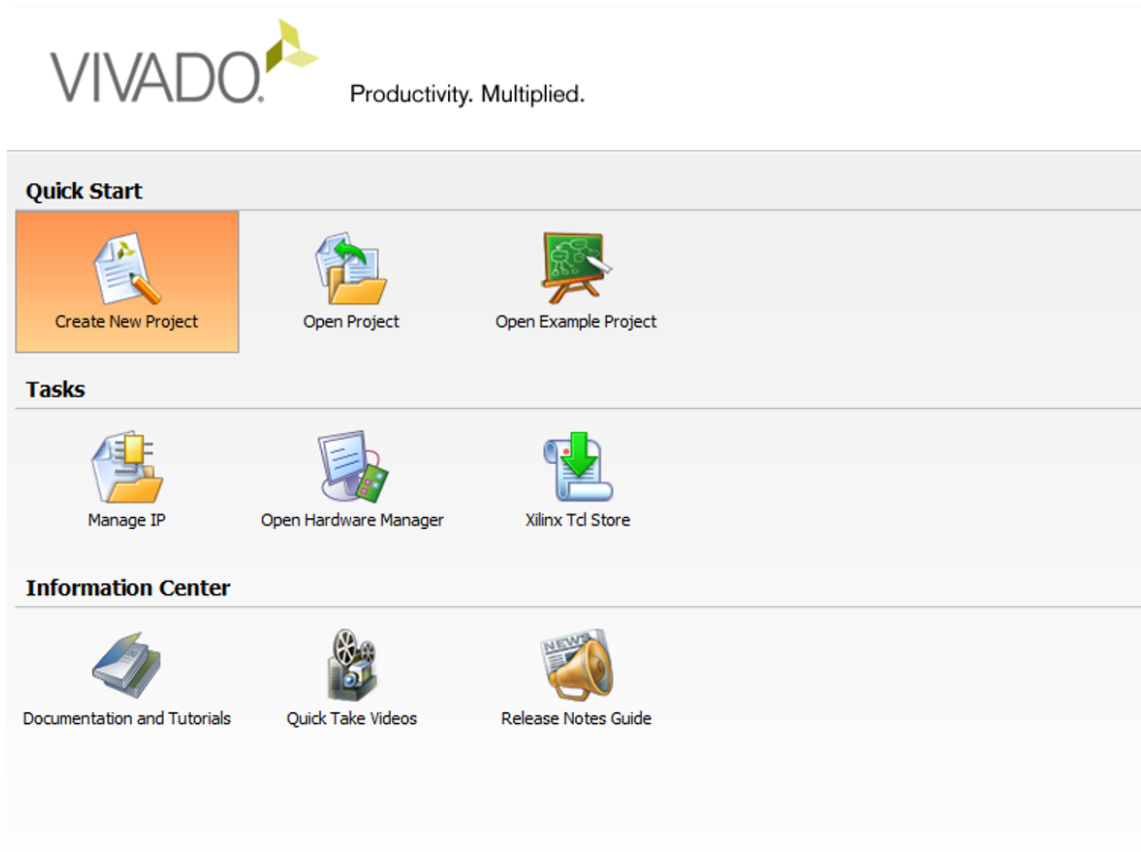 VIVADO.
Productivity. Multiplied.
Quick Start
Create New Project
Open Project
Open Example Project
Tasks
Manage IP
Open Hardware Manager
Xilinx Tcl Store
Information Center
NEWS
Documentation and Tutorials
Quick Take Videos
Release Notes Guide